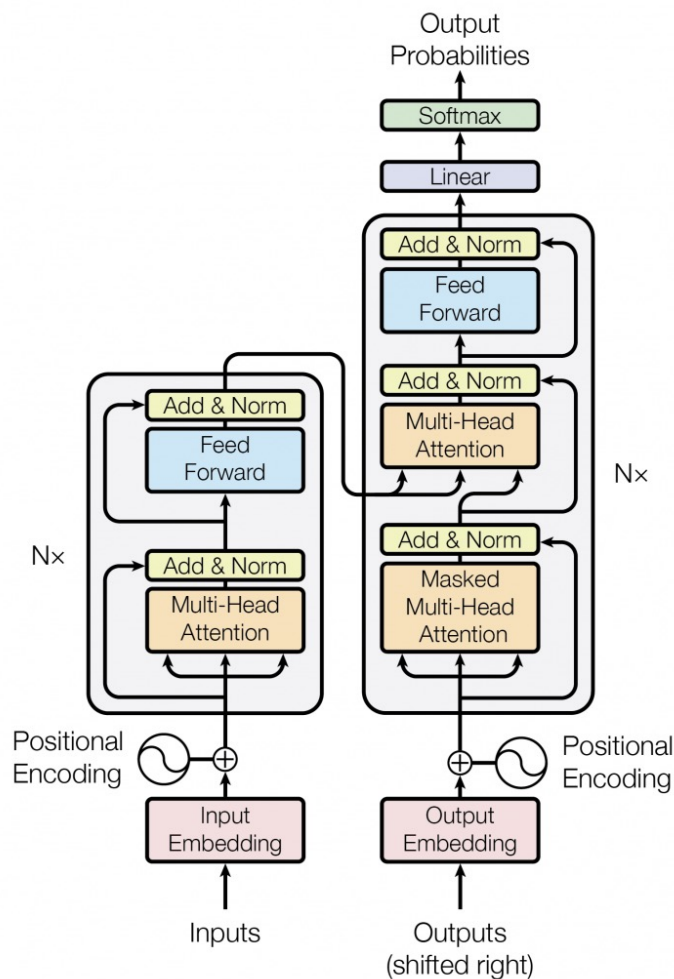 Output
Probabilities
Softmax
Linear
Add & Norm
Feed
Forward
Add & Norm
Multi-Head
Attention
Add & Norm
Masked
Multi-Head
Attention
N×
Add & Norm
Feed
Forward
Add & Norm
Multi-Head
Attention
N×
Positional
Encoding
Positional
Encoding
Input
Embedding
Output
Embedding
Inputs
Outputs
(shifted right)